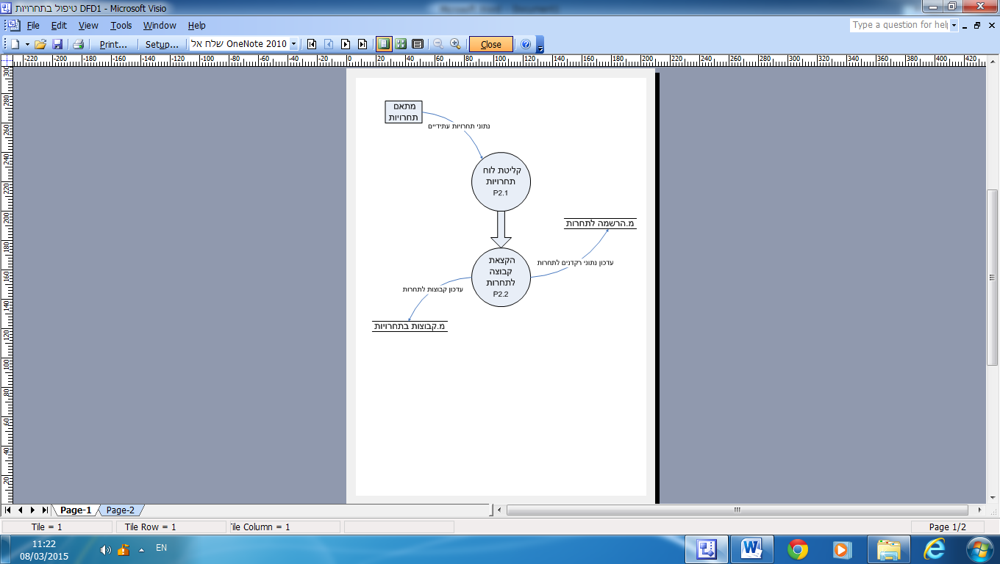 טיפול בתחרויות DFD1 - Microsoft Visio
File Edit View Tools Window Help
Type a question for hel
Print... Setup... שלח אל OneNote 2010 Close
-220 -200 -180 -160 -140 -120 -100 -80 -60 -40 -20 0 20 40 60 80 100 120 140 160 180 200 220 240 260 280 300 320 340 360 380 400 420
300
280
260
240
220
200
180
160
140
120
100
80
60
40
20
מתאם
תחרויות
נתוני תחרויות עתידיים
קליטת לוח
תחרויות
P2.1
מ.הרשמה לתחרות
הקצאת
קבוצה
לתחרות
P2.2
עדכון נתוני רקדנים לתחרות
עדכון קבוצות לתחרות
מ.קבוצות בתחרויות
Page-1 Page-2
Tile = 1 Tile Row = 1 ile Column = 1 Page 1/2
11:22
08/03/2015
EN